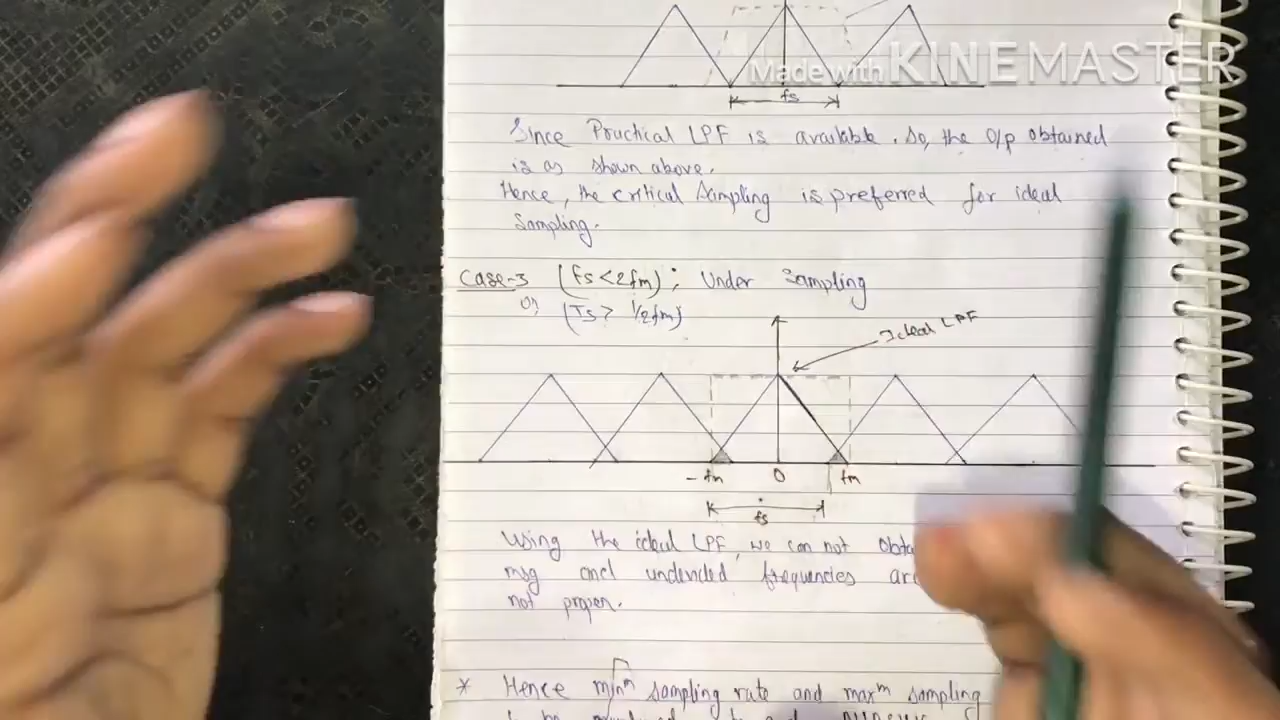 Made with KINEMASTER
fs
Since Practical LPF is available. So, the O/p obtained
is as shown above.
Hence, the critical sampling is preferred for ideal
Sampling.
Case-3 (fs<2fm); Under Sampling
or (Ts > 1/2fm)
Ideal LPF
- fm 0 fm
fs
Using the ideal LPF, we can not
msg and undended frequencies
not proper.
* Hence minm sampling rate and maxm sampling